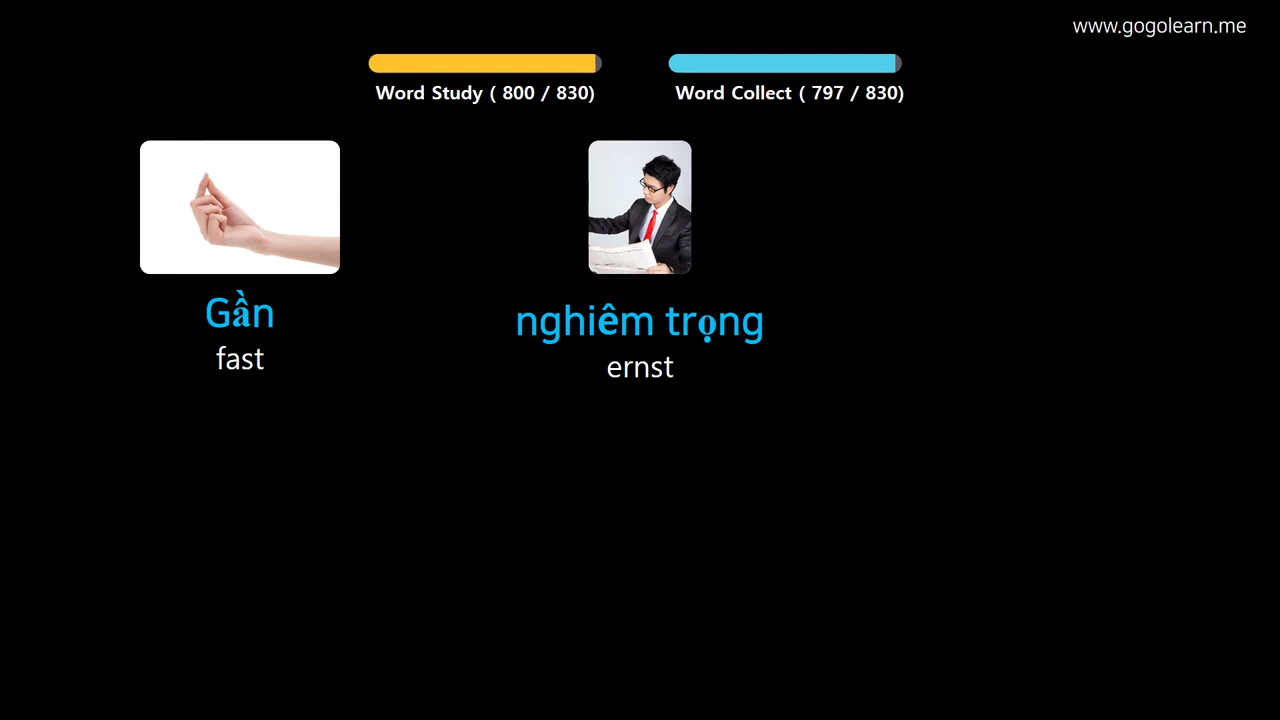 www.gogolearn.me
Word Study ( 800 / 830)
Word Collect ( 797 / 830)
Gần
fast
nghiêm trọng
ernst